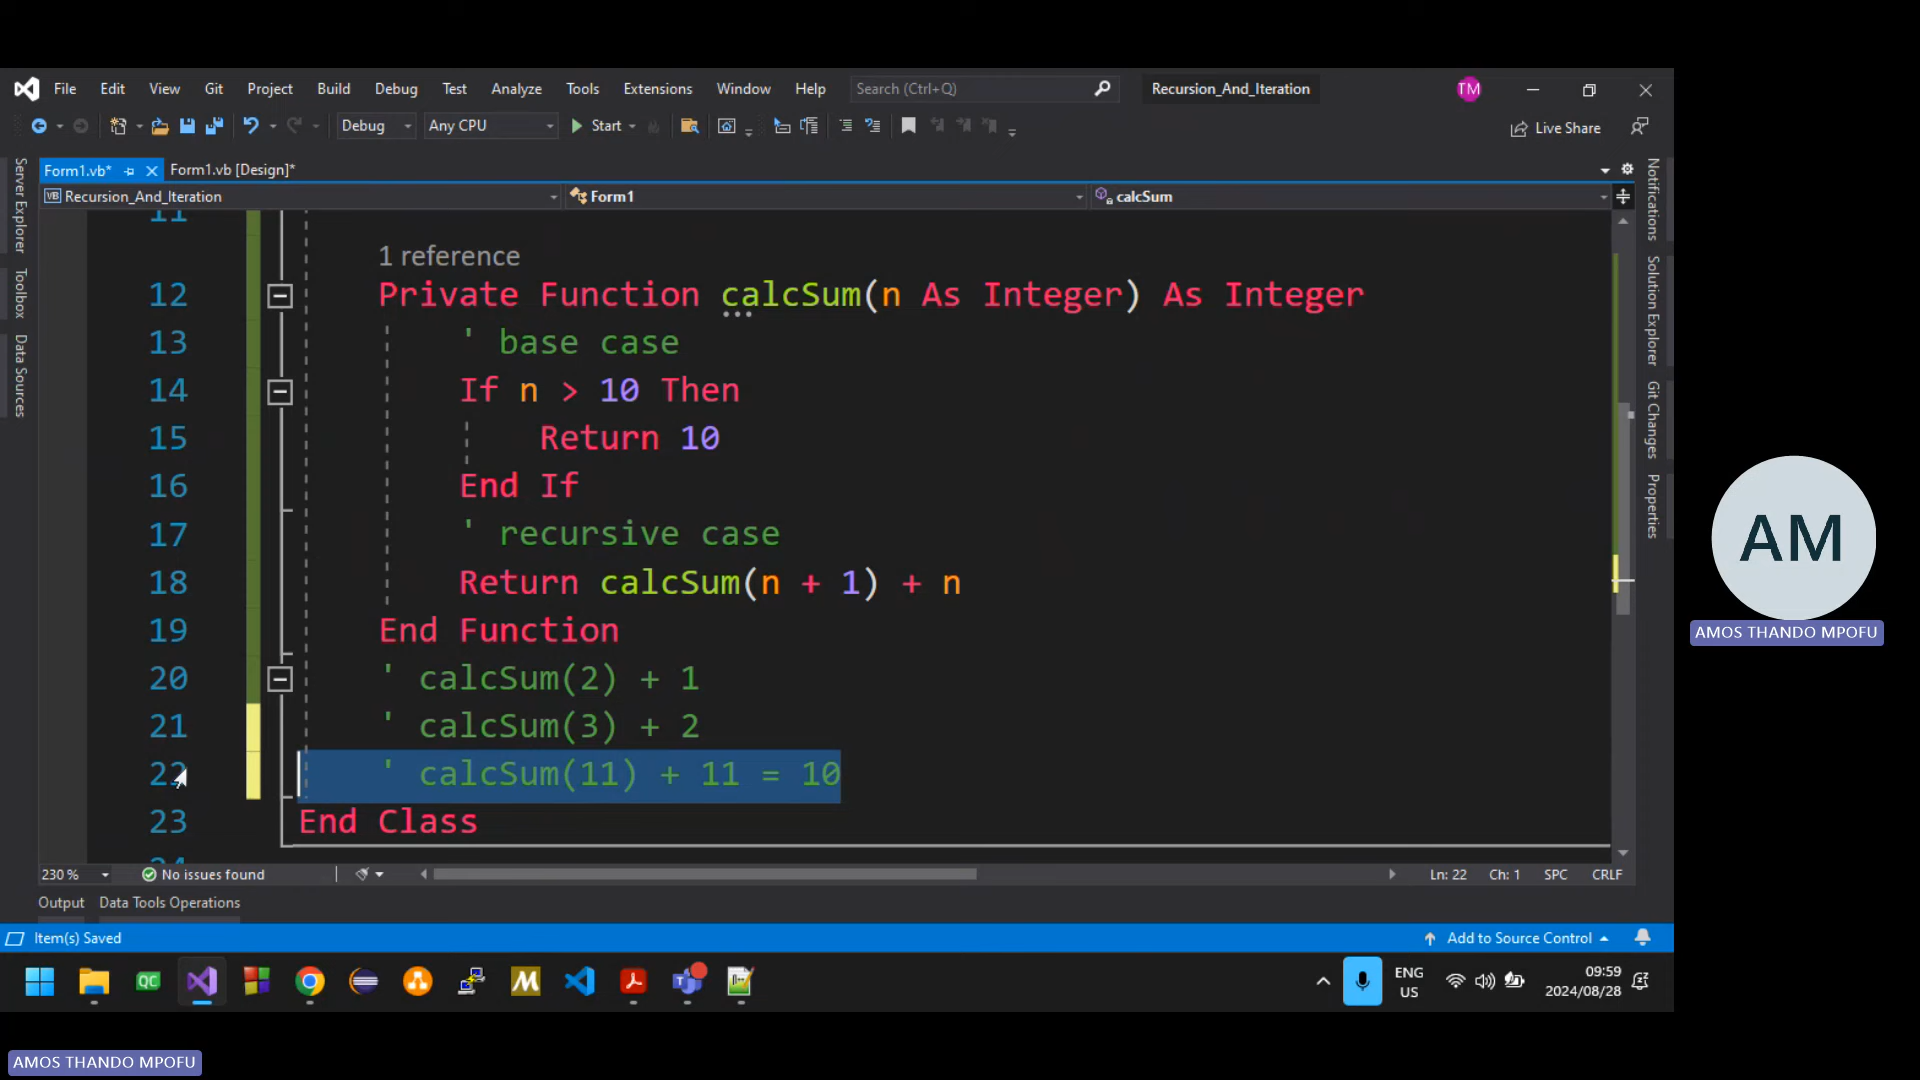 File Edit View Git Project Build Debug Test Analyze Tools Extensions Window Help Search (Ctrl+Q) Recursion_And_Iteration TM
Debug Any CPU Start Live Share
Form1.vb* Form1.vb [Design]*
VB Recursion_And_Iteration Form1 calcSum
Server Explorer
Toolbox
Data Sources
Notifications
Solution Explorer
Git Changes
Properties
11
1 reference
12 Private Function calcSum(n As Integer) As Integer
13 ' base case
14 If n > 10 Then
15 Return 10
16 End If
17 ' recursive case
18 Return calcSum(n + 1) + n
19 End Function
20 ' calcSum(2) + 1
21 ' calcSum(3) + 2
22 ' calcSum(11) + 11 = 10
23 End Class
24
230 % No issues found Ln: 22 Ch: 1 SPC CRLF
Output Data Tools Operations
Item(s) Saved Add to Source Control
QC
ENG
US
09:59
2024/08/28
AM
AMOS THANDO MPOFU
AMOS THANDO MPOFU